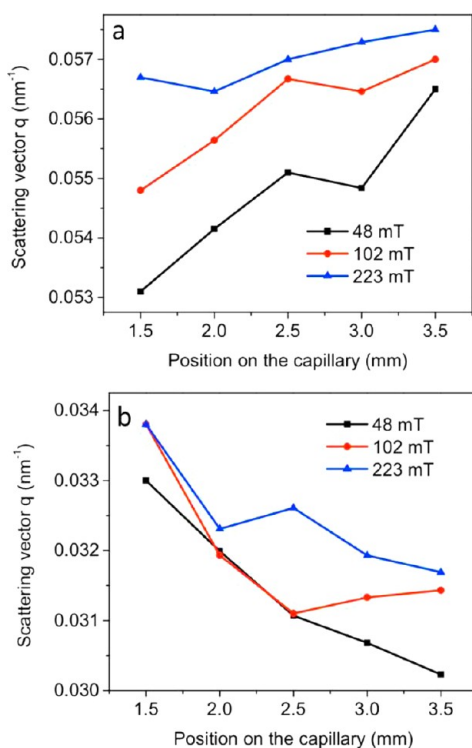 a
Scattering vector q (nm-1)
0.057
0.056
0.055
0.054
0.053
48 mT
102 mT
223 mT
1.5 2.0 2.5 3.0 3.5
Position on the capillary (mm)
b
Scattering vector q (nm-1)
0.034
0.033
0.032
0.031
0.030
48 mT
102 mT
223 mT
1.5 2.0 2.5 3.0 3.5
Position on the capillary (mm)